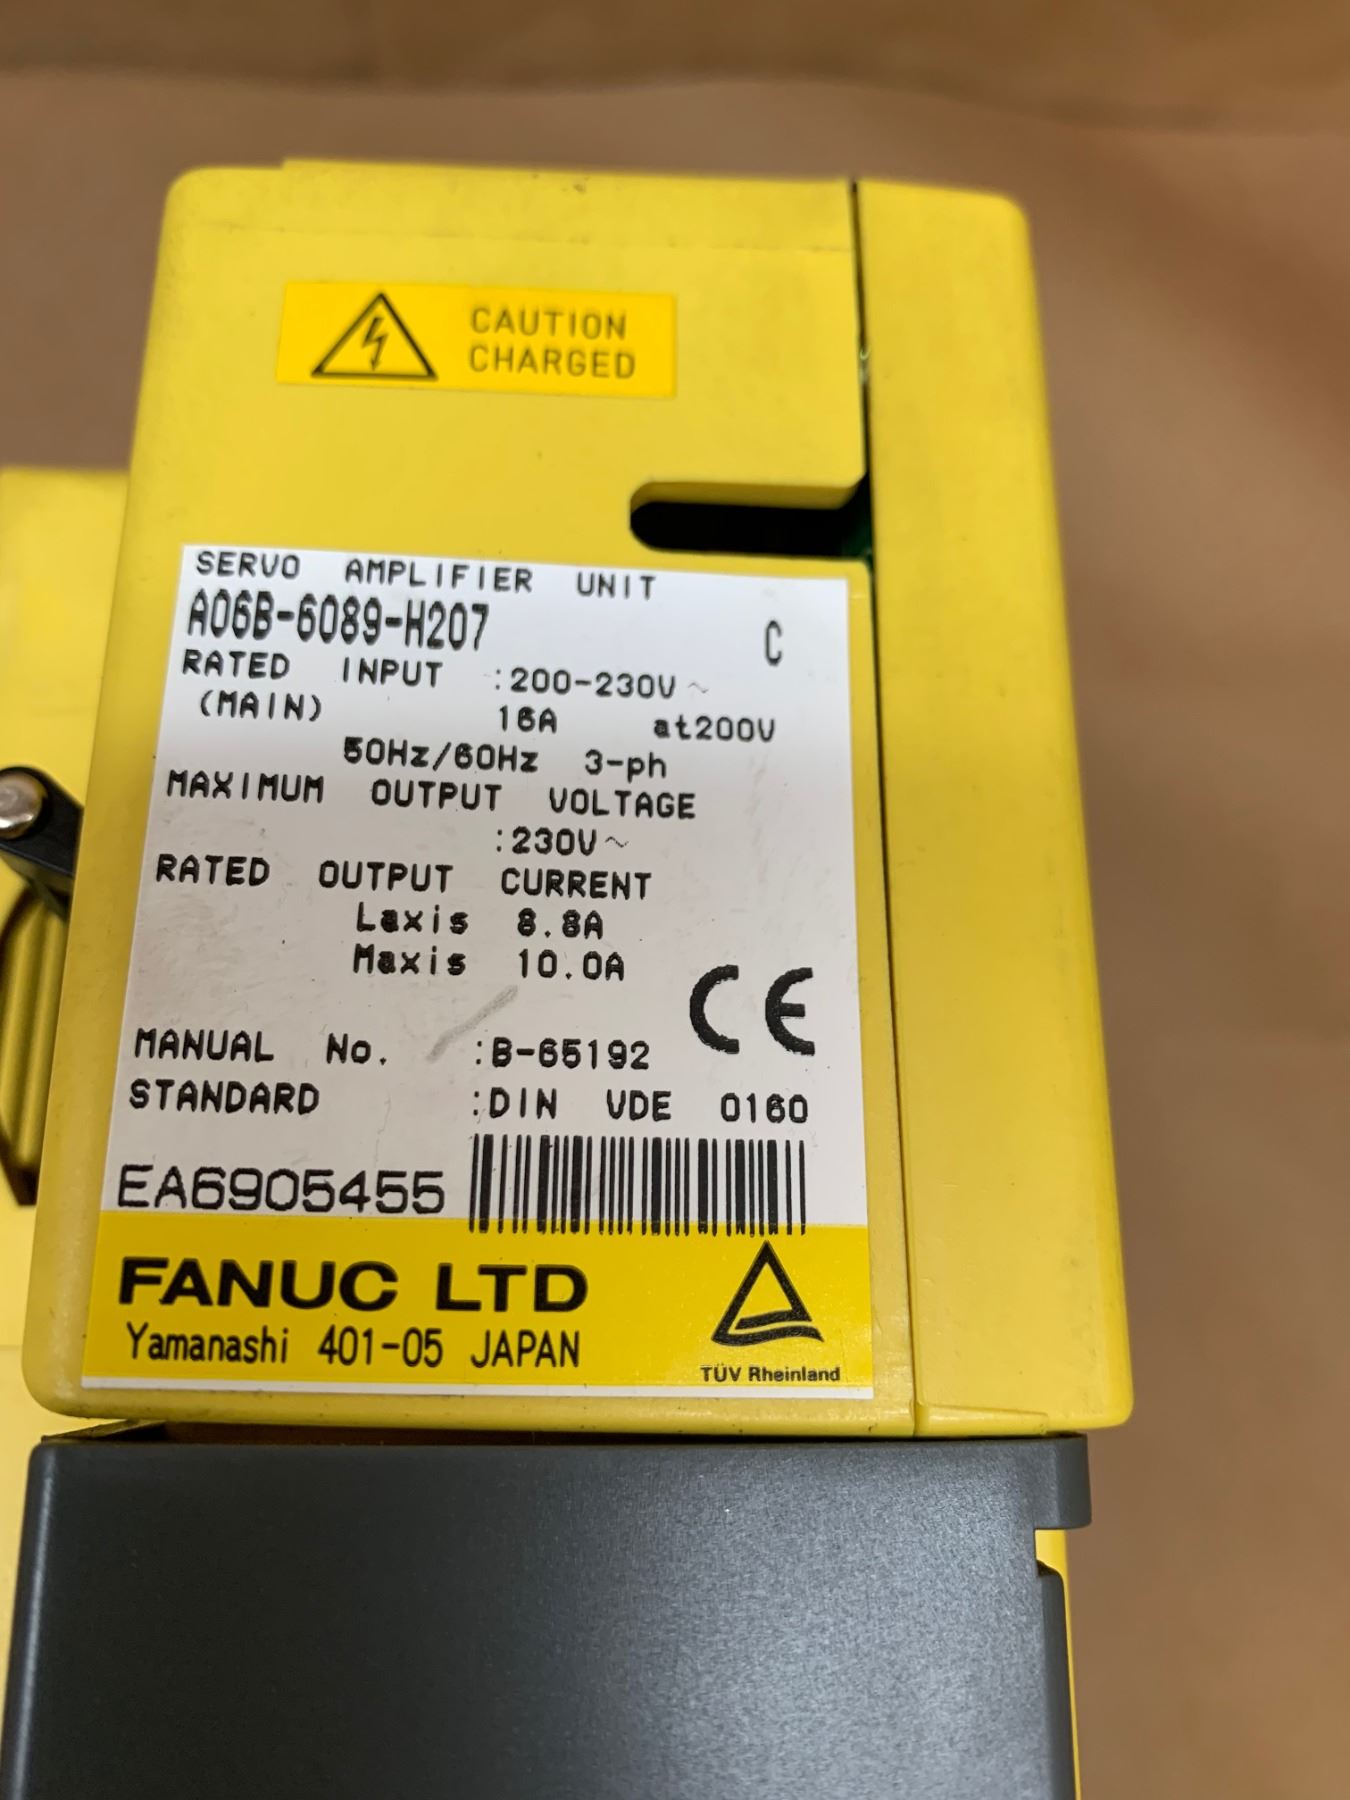 CAUTION
CHARGED
SERVO AMPLIFIER UNIT
A06B-6089-H207 C
RATED INPUT :200-230V~
(MAIN) 16A at200V
50Hz/60Hz 3-ph
MAXIMUM OUTPUT VOLTAGE
:230V~
RATED OUTPUT CURRENT
Laxis 8.8A
Maxis 10.0A
CE
MANUAL No. :B-65192
STANDARD :DIN VDE 0160
EA6905455
FANUC LTD
Yamanashi 401-05 JAPAN
TÜV Rheinland